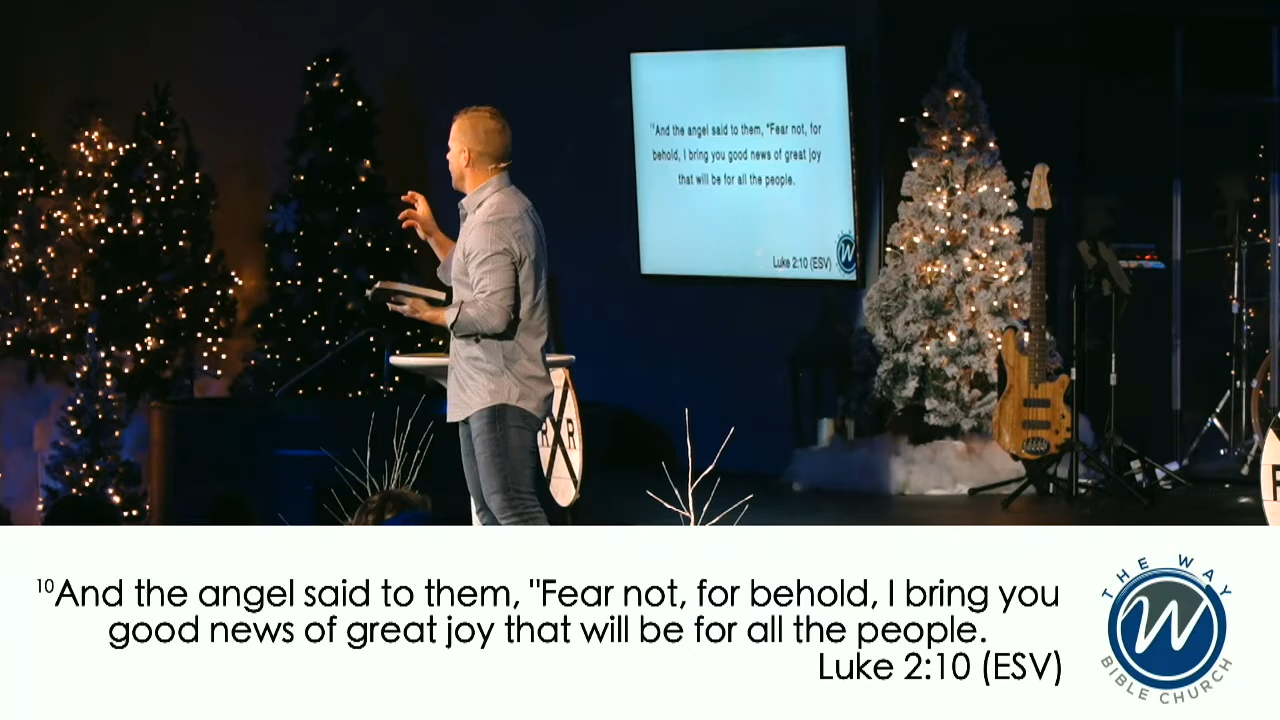 ¹⁰And the angel said to them, "Fear not, for
behold, I bring you good news of great joy
that will be for all the people.
Luke 2:10 (ESV)
W
R R
¹⁰And the angel said to them, "Fear not, for behold, I bring you
good news of great joy that will be for all the people.
Luke 2:10 (ESV)
THE WAY
W
BIBLE CHURCH